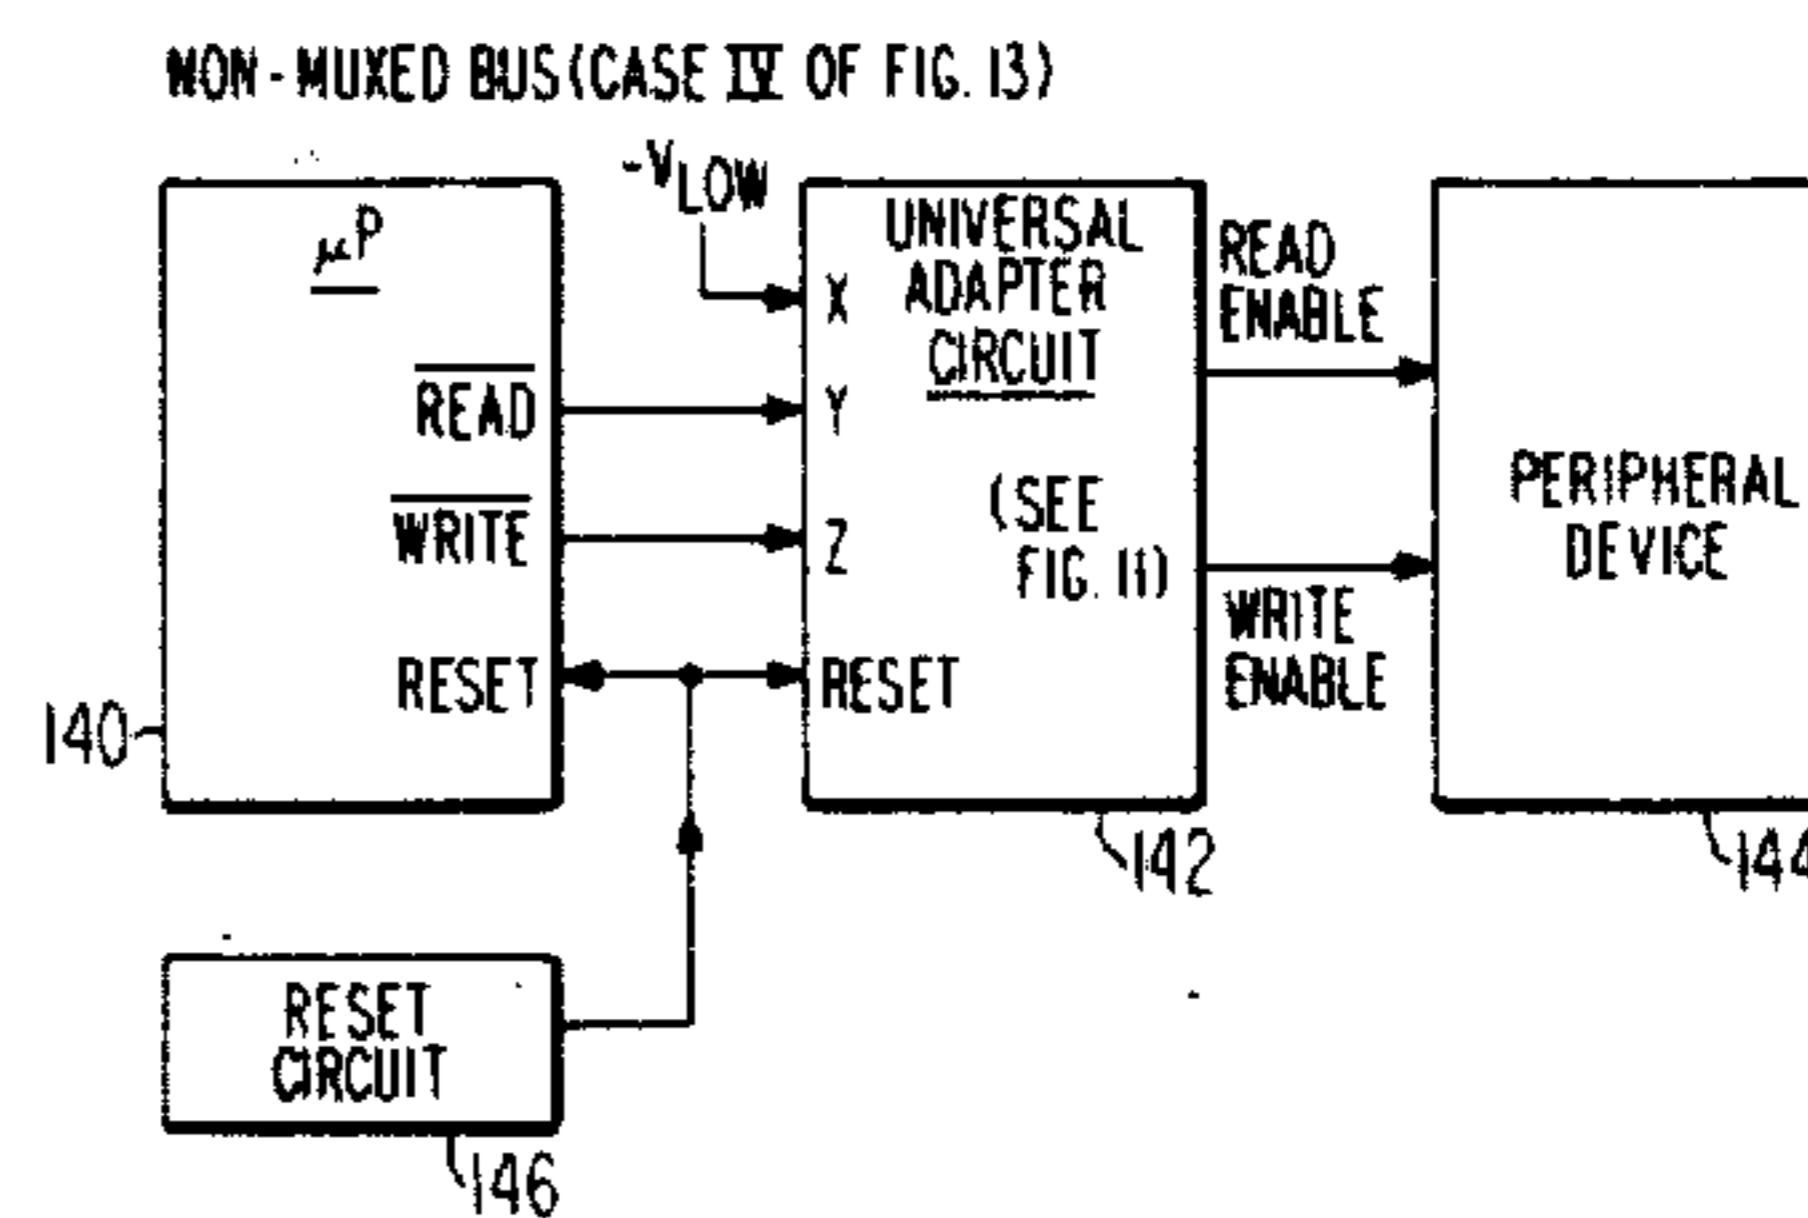 NON-MUXED BUS (CASE IV OF FIG. 13)
μP
READ
WRITE
RESET
140
-VLOW
X
Y
Z
RESET
UNIVERSAL
ADAPTER
CIRCUIT
(SEE
FIG. 11)
142
READ
ENABLE
WRITE
ENABLE
PERIPHERAL
DEVICE
144
RESET
CIRCUIT
146